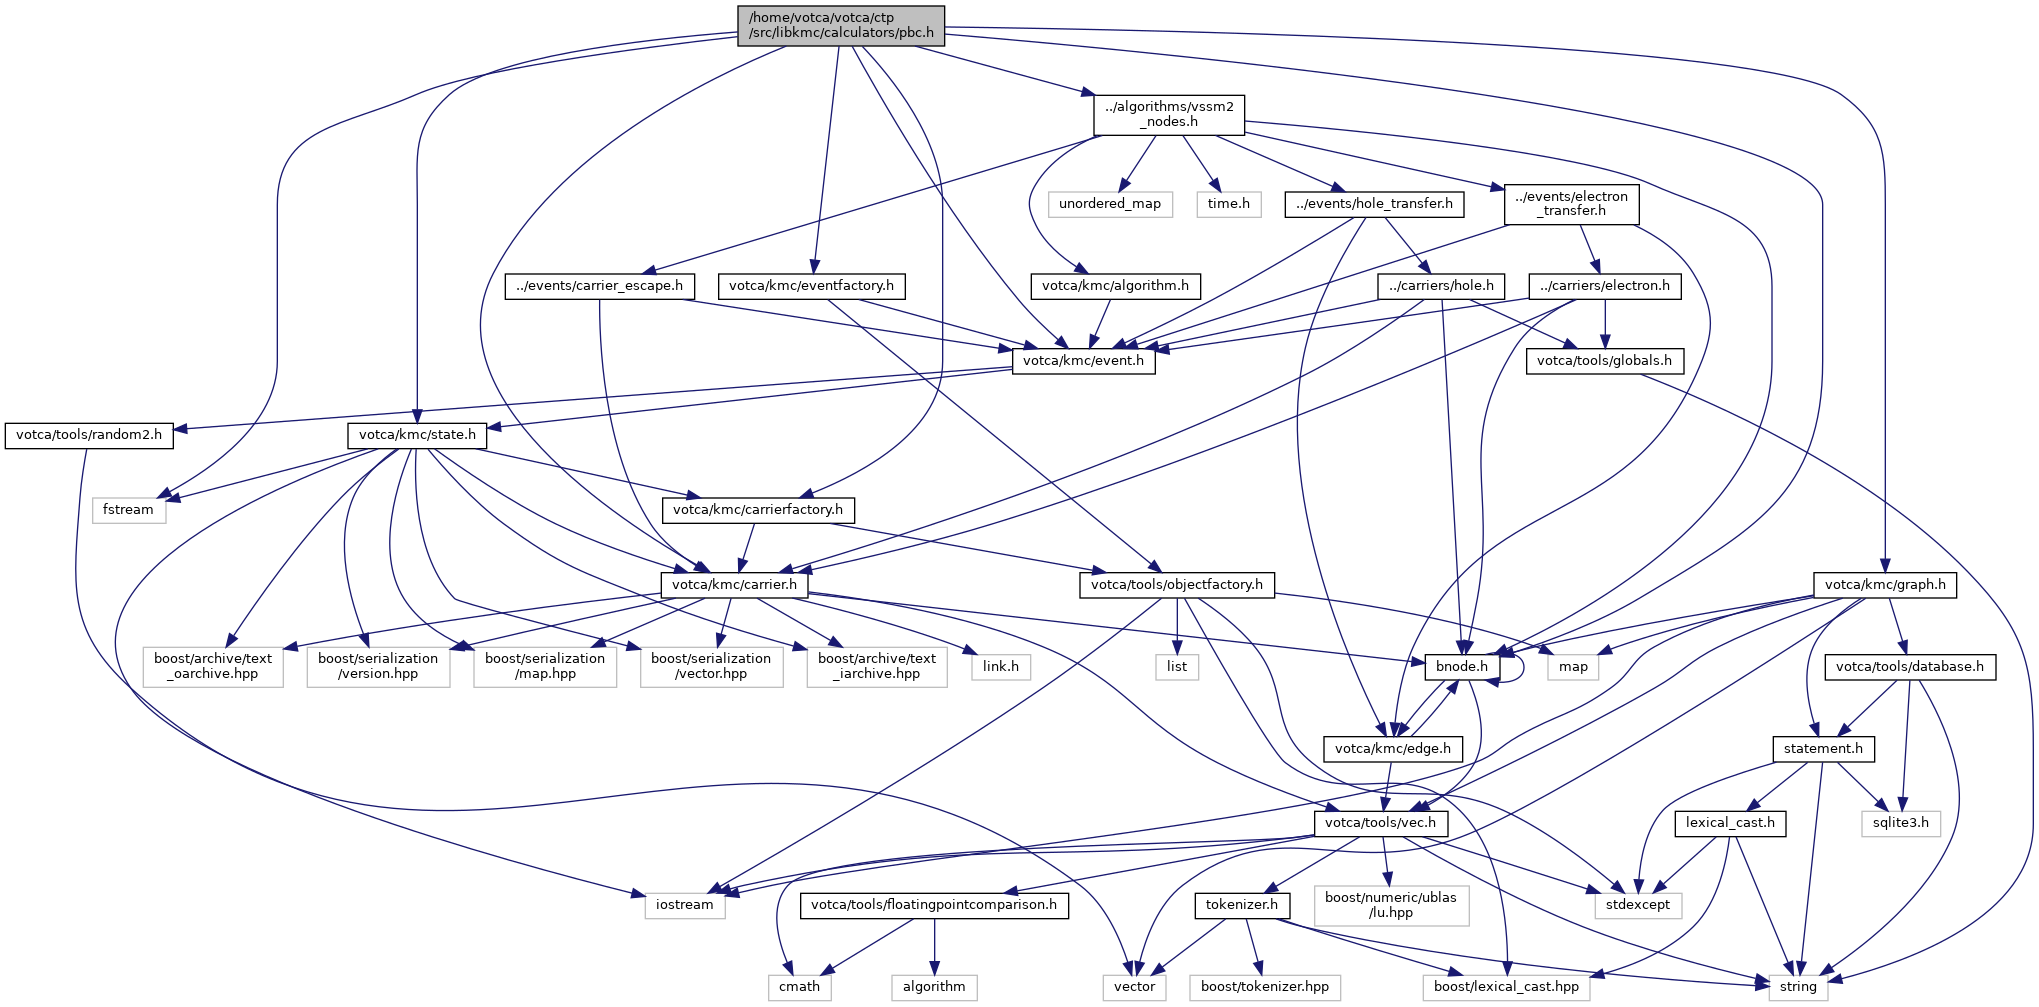 /home/votca/votca/ctp
/src/libkmc/calculators/pbc.h
../algorithms/vssm2
_nodes.h
unordered_map
time.h
../events/hole_transfer.h
../events/electron
_transfer.h
../events/carrier_escape.h
votca/kmc/eventfactory.h
votca/kmc/algorithm.h
../carriers/hole.h
../carriers/electron.h
votca/kmc/event.h
votca/tools/globals.h
votca/tools/random2.h
votca/kmc/state.h
fstream
votca/kmc/carrierfactory.h
votca/kmc/carrier.h
votca/tools/objectfactory.h
votca/kmc/graph.h
boost/archive/text
_oarchive.hpp
boost/serialization
/version.hpp
boost/serialization
/map.hpp
boost/serialization
/vector.hpp
boost/archive/text
_iarchive.hpp
link.h
list
bnode.h
map
votca/tools/database.h
votca/kmc/edge.h
statement.h
votca/tools/vec.h
lexical_cast.h
sqlite3.h
iostream
votca/tools/floatingpointcomparison.h
tokenizer.h
boost/numeric/ublas
/lu.hpp
stdexcept
cmath
algorithm
vector
boost/tokenizer.hpp
boost/lexical_cast.hpp
string